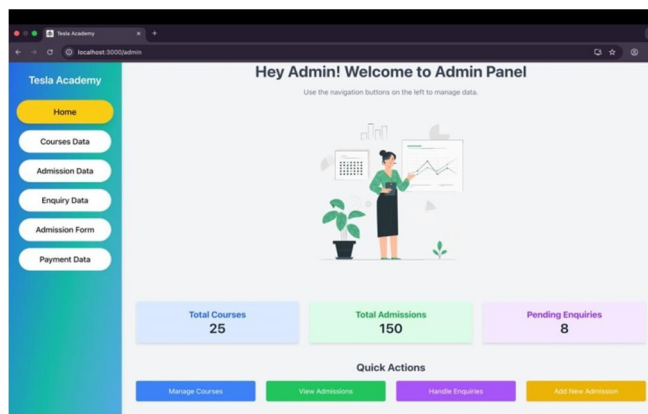 Tesla Academy
localhost:3000/admin
Tesla Academy
Home
Courses Data
Admission Data
Enquiry Data
Admission Form
Payment Data
Hey Admin! Welcome to Admin Panel
Use the navigation buttons on the left to manage data.
Total Courses
25
Total Admissions
150
Pending Enquiries
8
Quick Actions
Manage Courses
View Admissions
Handle Enquiries
Add New Admission